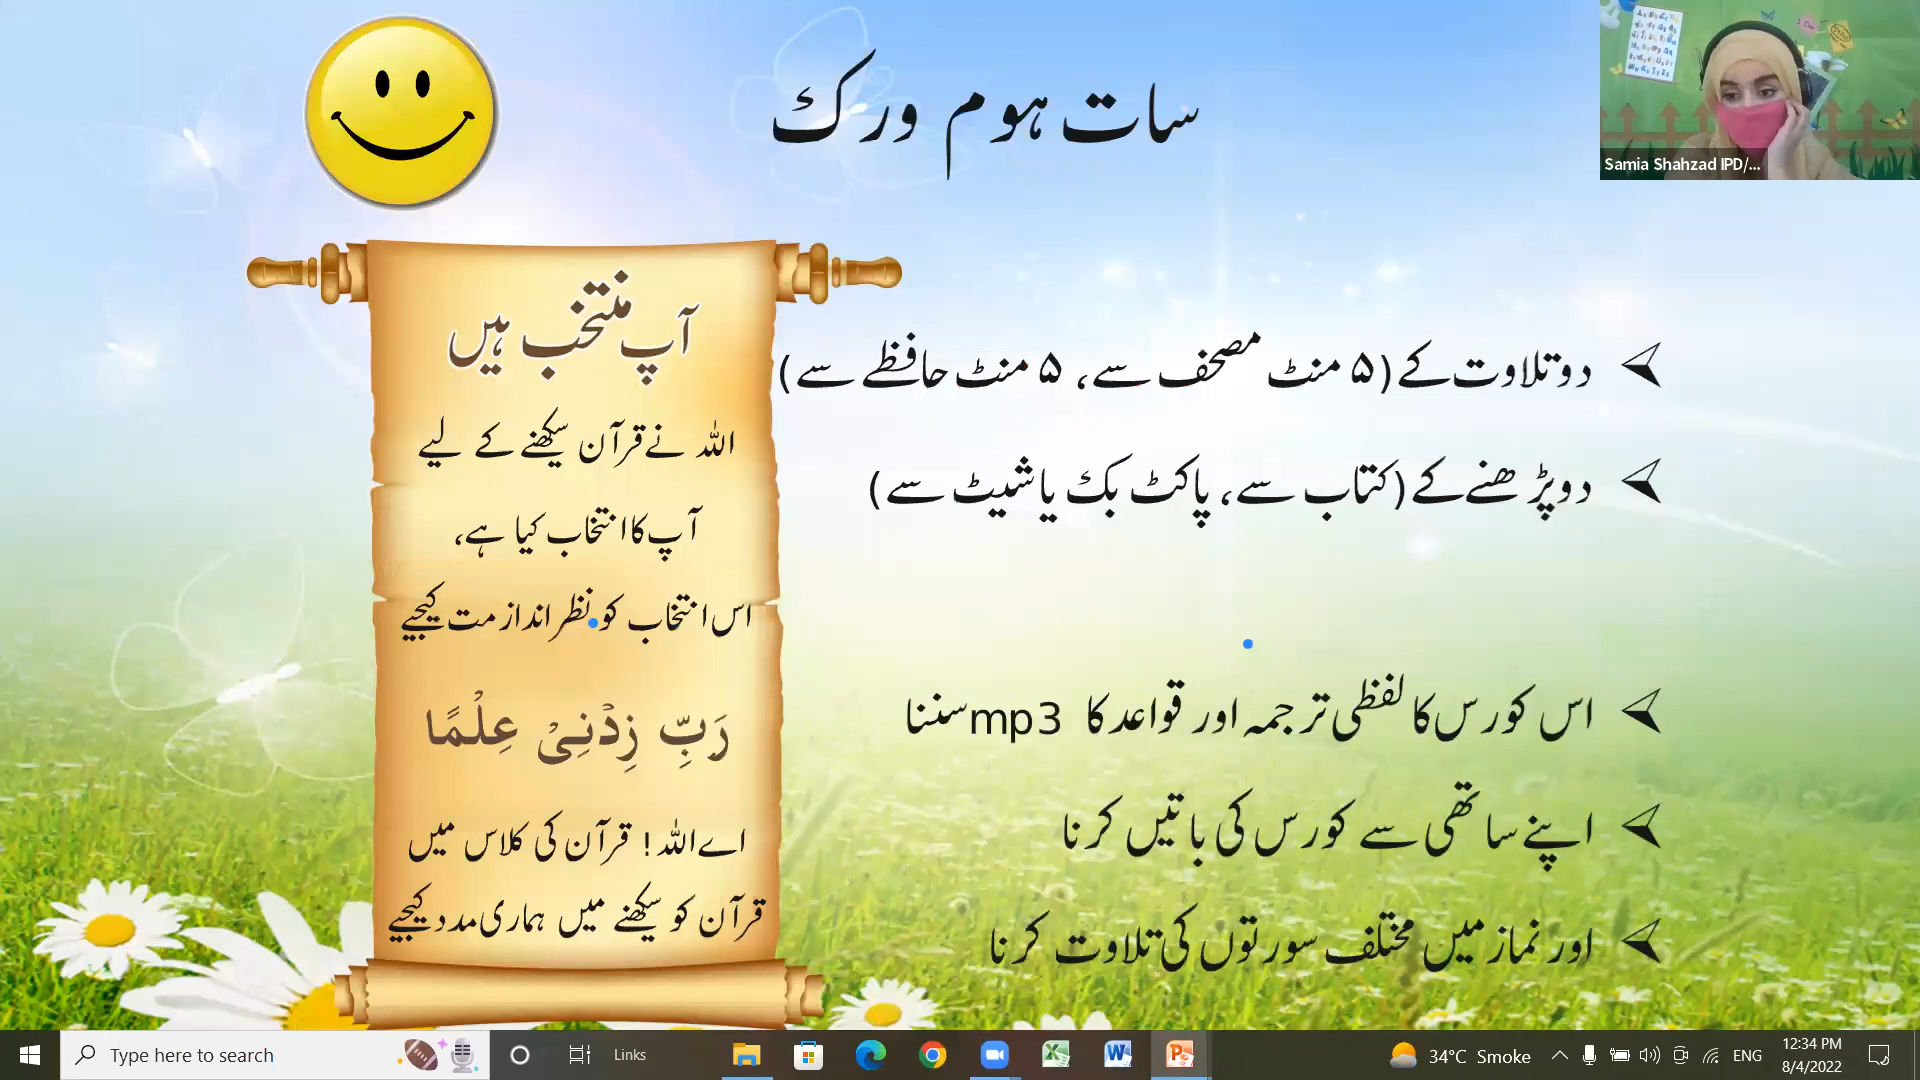 سات ہوم ورک
Samia Shahzad IPD/...
آپ منتخب ہیں
اللہ نے قرآن سیکھنے کے لیے
آپ کا انتخاب کیا ہے،
اس انتخاب کو نظر انداز مت کیجیے
رَبِّ زِدْنِیْ عِلْمًا
اے اللہ! قرآن کی کلاس میں
قرآن کو سیکھنے میں ہماری مدد کیجیے
دو تلاوت کے (۵ منٹ مصحف سے، ۵ منٹ حافظے سے)
دو پڑھنے کے (کتاب سے، پاکٹ بک یا شیٹ سے)
اس کورس کا لفظی ترجمہ اور قواعد کا mp3 سننا
اپنے ساتھی سے کورس کی باتیں کرنا
اور نماز میں مختلف سورتوں کی تلاوت کرنا
Type here to search
Links
34°C Smoke
ENG
12:34 PM
8/4/2022